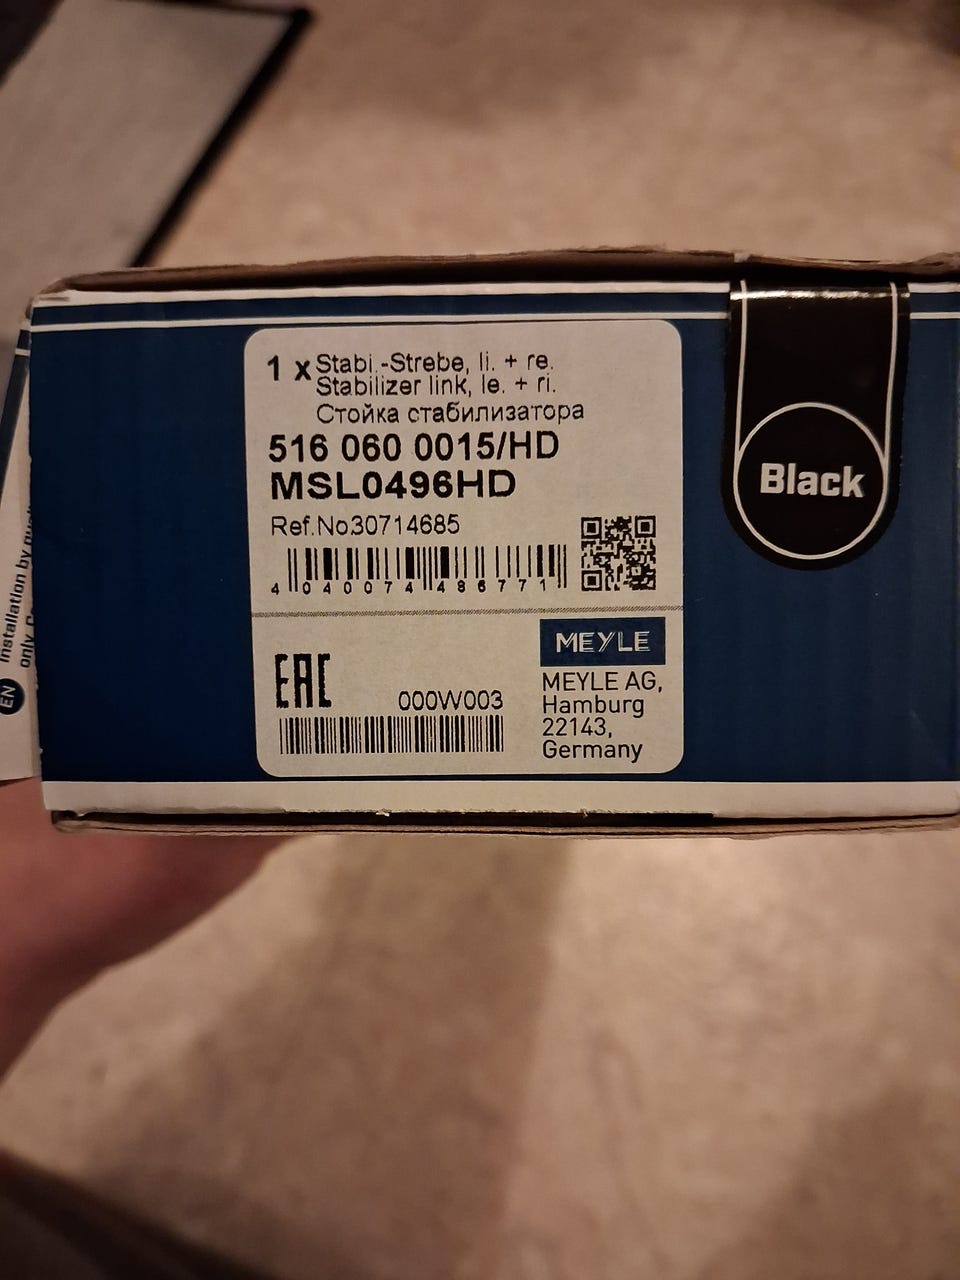 1 x Stabi.-Strebe, li. + re.
Stabilizer link, le. + ri.
Стойка стабилизатора
516 060 0015/HD
MSL0496HD
Ref.No30714685
4 040074 486771
EAC
000W003
MEYLE
MEYLE AG,
Hamburg
22143,
Germany
Black
EN
Installation by
only.